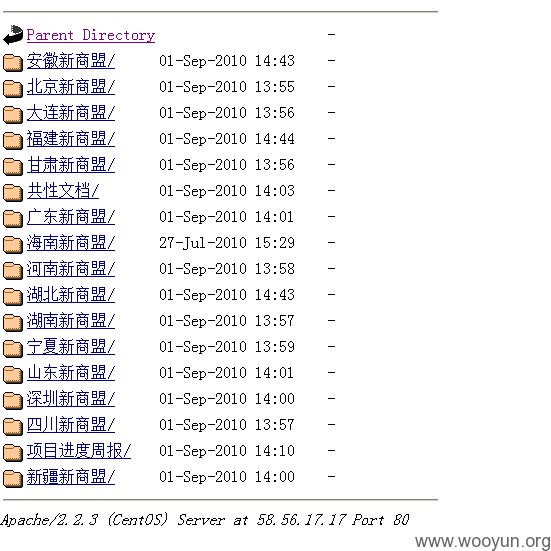 Parent Directory -
安徽新商盟/ 01-Sep-2010 14:43 -
北京新商盟/ 01-Sep-2010 13:55 -
大连新商盟/ 01-Sep-2010 13:56 -
福建新商盟/ 01-Sep-2010 14:44 -
甘肃新商盟/ 01-Sep-2010 13:56 -
共性文档/ 01-Sep-2010 14:03 -
广东新商盟/ 01-Sep-2010 14:01 -
海南新商盟/ 27-Jul-2010 15:29 -
河南新商盟/ 01-Sep-2010 13:58 -
湖北新商盟/ 01-Sep-2010 14:43 -
湖南新商盟/ 01-Sep-2010 13:57 -
宁夏新商盟/ 01-Sep-2010 13:59 -
山东新商盟/ 01-Sep-2010 14:01 -
深圳新商盟/ 01-Sep-2010 14:00 -
四川新商盟/ 01-Sep-2010 13:57 -
项目进度周报/ 01-Sep-2010 14:10 -
新疆新商盟/ 01-Sep-2010 14:00 -
Apache/2.2.3 (CentOS) Server at 58.56.17.17 Port 80
www.wooyun.org